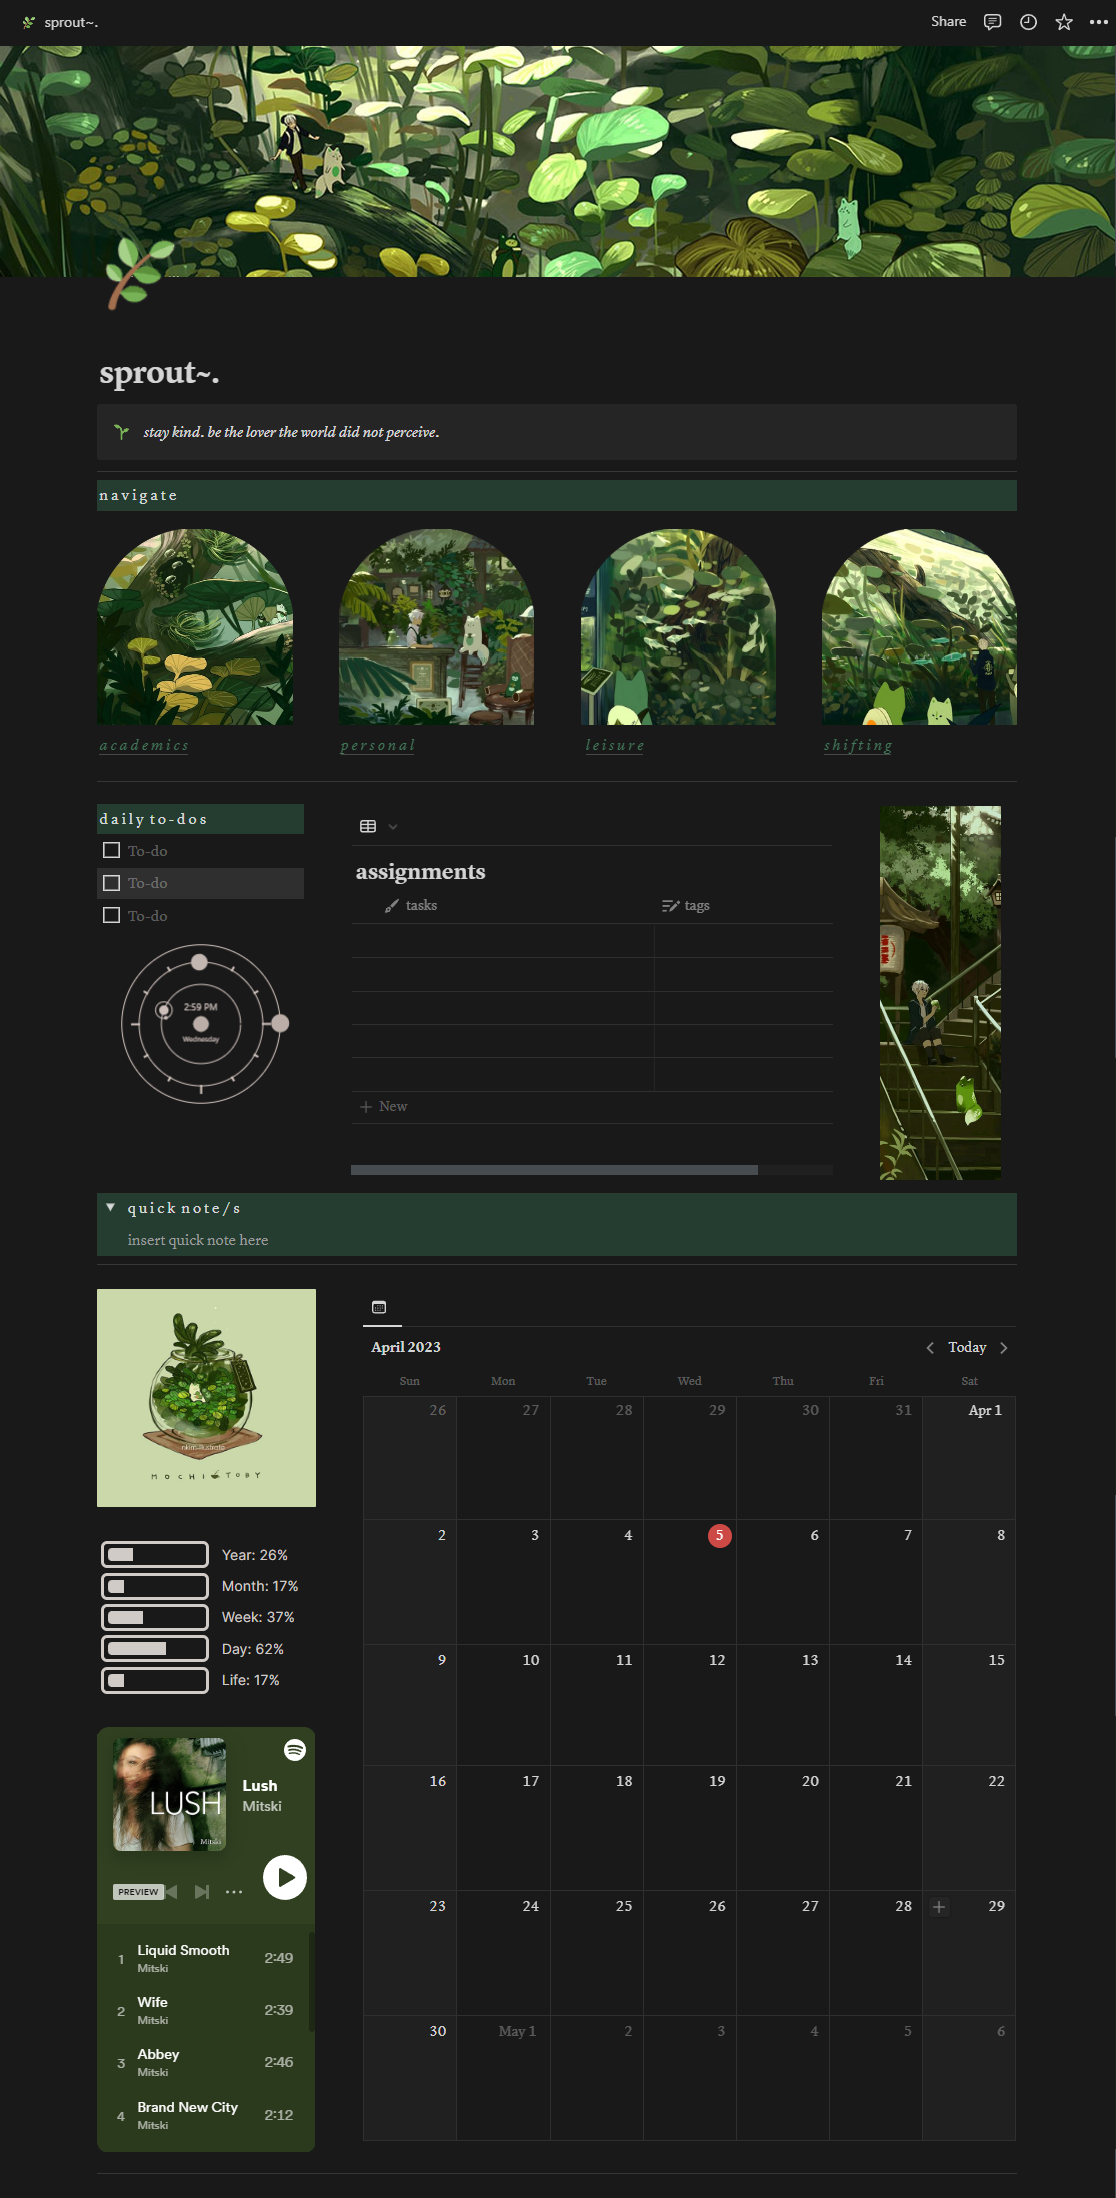 sprout~.
Share
sprout~.
stay kind. be the lover the world did not perceive.
navigate
academics
personal
leisure
shifting
daily to-dos
To-do
To-do
To-do
2:59 PM
Wednesday
assignments
tasks
tags
New
quick note/s
insert quick note here
nkim-illustrate
MOCHI TOBY
Year: 26%
Month: 17%
Week: 37%
Day: 62%
Life: 17%
LUSH
Mitski
Lush
Mitski
PREVIEW
1
Liquid Smooth
Mitski
2:49
2
Wife
Mitski
2:39
3
Abbey
Mitski
2:46
4
Brand New City
Mitski
2:12
April 2023
Today
Sun Mon Tue Wed Thu Fri Sat
26 27 28 29 30 31 Apr 1
2 3 4 5 6 7 8
9 10 11 12 13 14 15
16 17 18 19 20 21 22
23 24 25 26 27 28 29
30 May 1 2 3 4 5 6